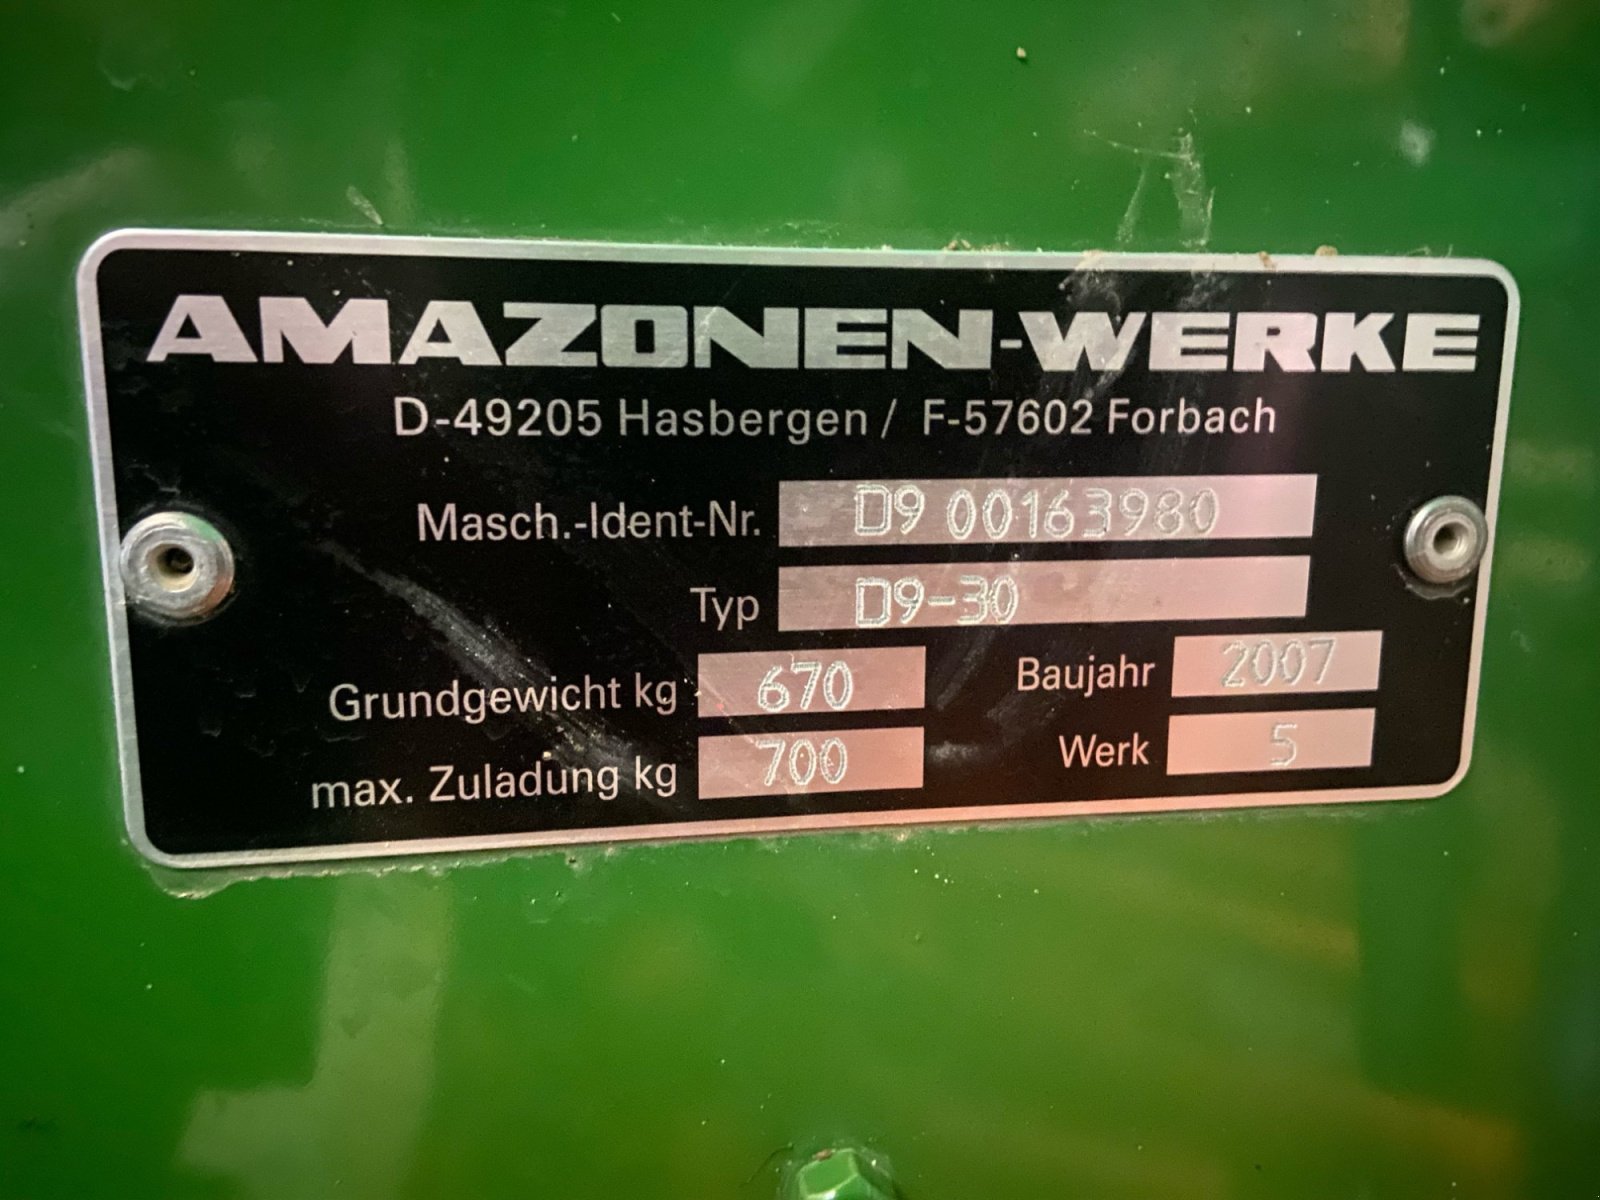 AMAZONEN-WERKE
D-49205 Hasbergen / F-57602 Forbach
Masch.-Ident-Nr. D9 00163980
Typ D9-30
Grundgewicht kg 670 Baujahr 2007
max. Zuladung kg 700 Werk 5